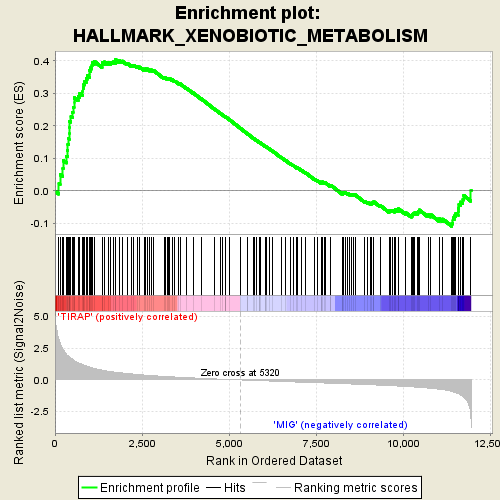 Enrichment plot:
HALLMARK_XENOBIOTIC_METABOLISM
Enrichment score (ES)
0.4
0.3
0.2
0.1
0.0
-0.1
Ranked list metric (Signal2Noise)
5.0
2.5
0.0
-2.5
'TIRAP' (positively correlated)
Zero cross at 5320
'MIG' (negatively correlated)
0
2,500
5,000
7,500
10,000
12,500
Rank in Ordered Dataset
Enrichment profile
Hits
Ranking metric scores